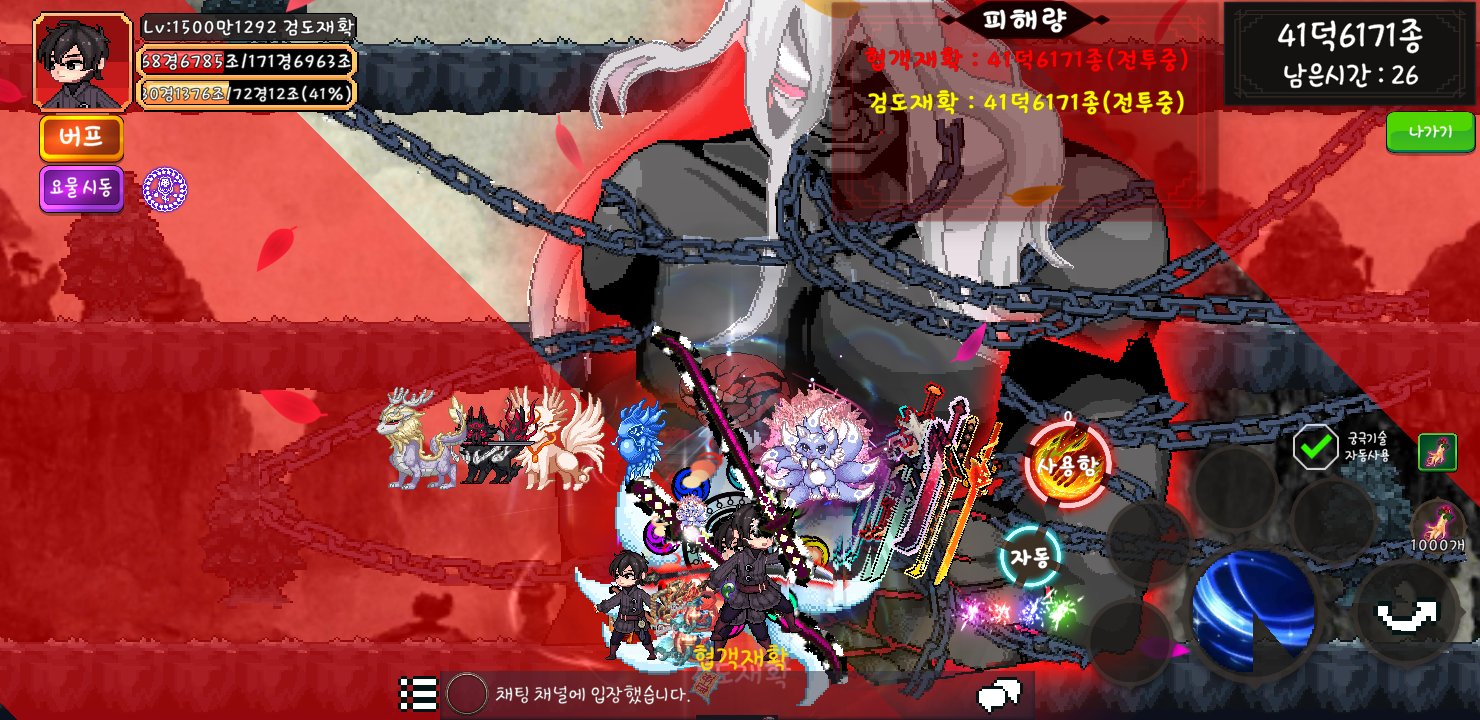 Lv:1500만1292 검도재확
68경6785조/171경6963조
30경1376조/72경12조(41%)
버프
요물시동
피해량
협객재확 : 41덕6171종(전투중)
검도재확 : 41덕6171종(전투중)
41덕6171종
남은시간 : 26
나가기
0
사용함
자동
궁극기술
자동사용
1000개
협객재확
검도재확
채팅 채널에 입장했습니다.